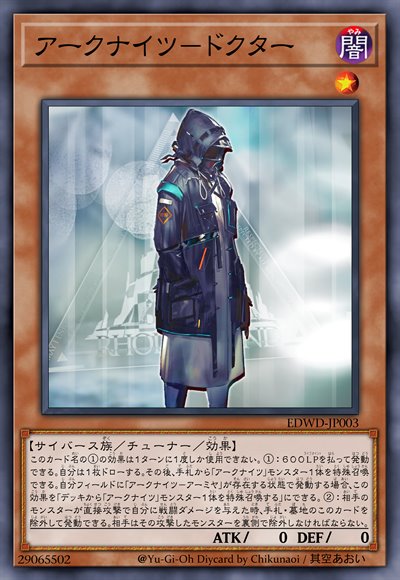 アークナイツ－ドクター
闇
やみ
RHODES ISLAND
EDWD-JP003
【サイバース族／チューナー／効果】
このカード名の①の効果は1ターンに1度しか使用できない。①：６００LPを払って発動
できる。自分は1枚ドローする。その後、手札から「アークナイツ」モンスター1体を特殊召喚
できる。自分フィールドに「アークナイツーアーミヤ」が存在する状態で発動する場合、この
効果を「デッキから「アークナイツ」モンスター1体を特殊召喚する」にできる。②：相手の
モンスターが直接攻撃で自分に戦闘ダメージを与えた時、手札・墓地のこのカードを
除外して発動できる。相手はその攻撃したモンスターを裏側で除外しなければならない。
ATK／ 0 DEF／ 0
29065502
@Yu-Gi-Oh Diycard by Chikunaoi / 其空あおい